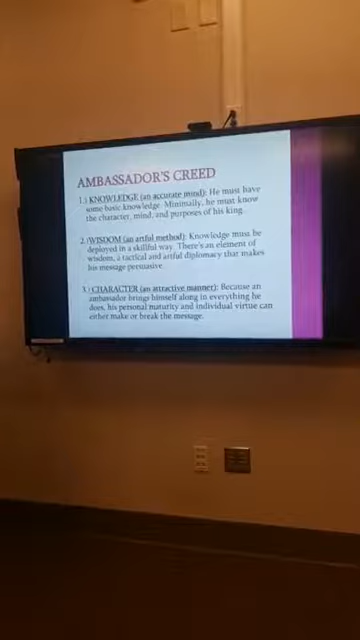 AMBASSADOR'S CREED
1.) KNOWLEDGE (an accurate mind): He must have
some basic knowledge. Minimally, he must know
the character, mind, and purposes of his king.
2.) WISDOM (an artful method): Knowledge must be
deployed in a skillful way. There's an element of
wisdom, a tactical and artful diplomacy that makes
his message persuasive.
3.) CHARACTER (an attractive manner): Because an
ambassador brings himself along in everything he
does, his personal maturity and individual virtue can
either make or break the message.